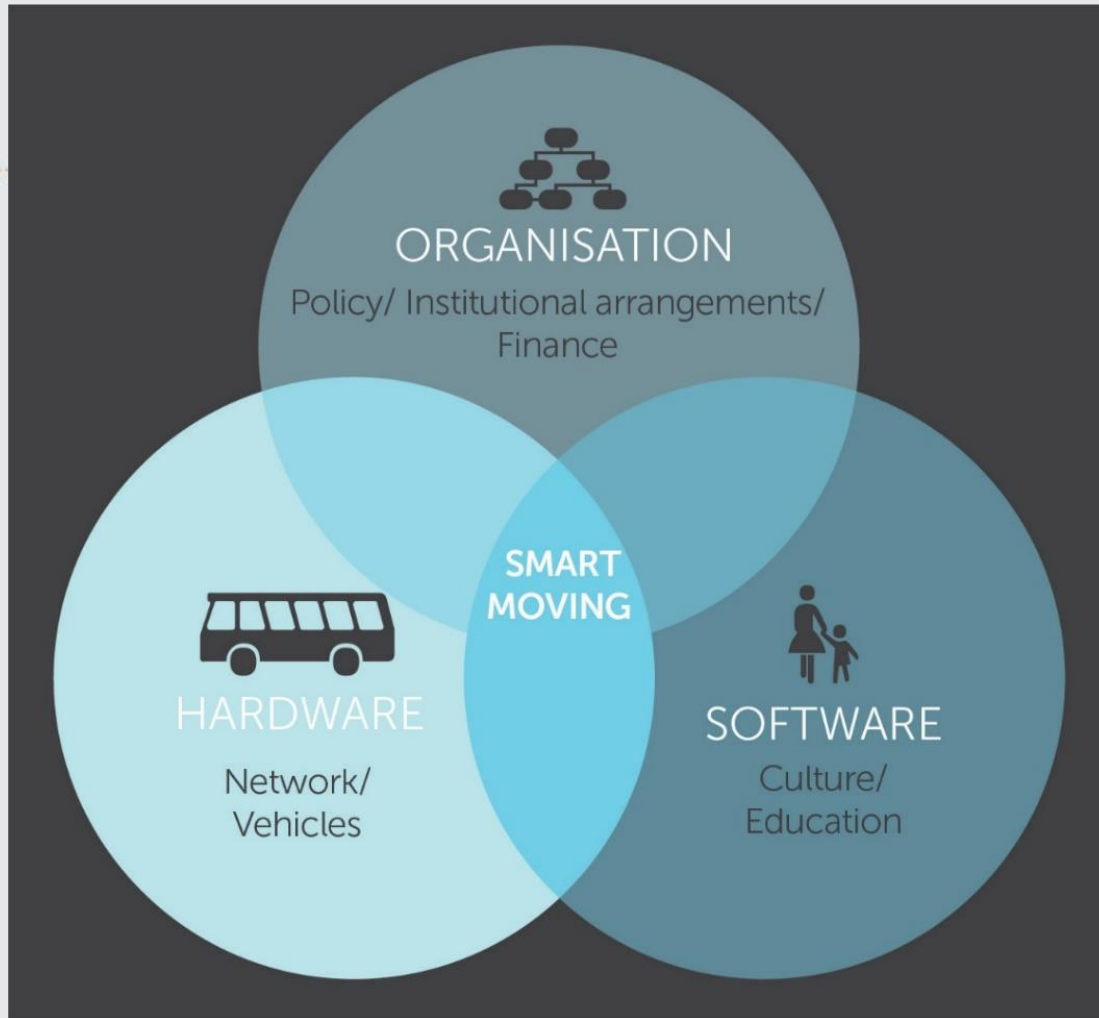 ORGANISATION
Policy/ Institutional arrangements/
Finance
SMART
MOVING
HARDWARE
Network/
Vehicles
SOFTWARE
Culture/
Education